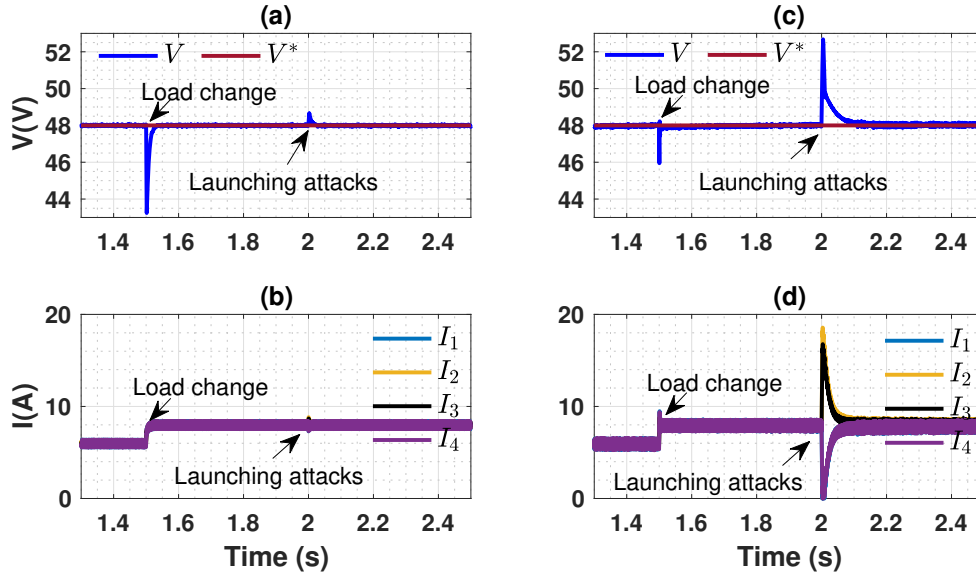 (a)
V V*
Load change
Launching attacks
V(V)
52
50
48
46
44
1.4 1.6 1.8 2 2.2 2.4
(c)
V V*
Load change
Launching attacks
52
50
48
46
44
1.4 1.6 1.8 2 2.2 2.4
(b)
I1
I2
I3
I4
Load change
Launching attacks
I(A)
20
10
0
1.4 1.6 1.8 2 2.2 2.4
Time (s)
(d)
I1
I2
I3
I4
Load change
Launching attacks
20
10
0
1.4 1.6 1.8 2 2.2 2.4
Time (s)